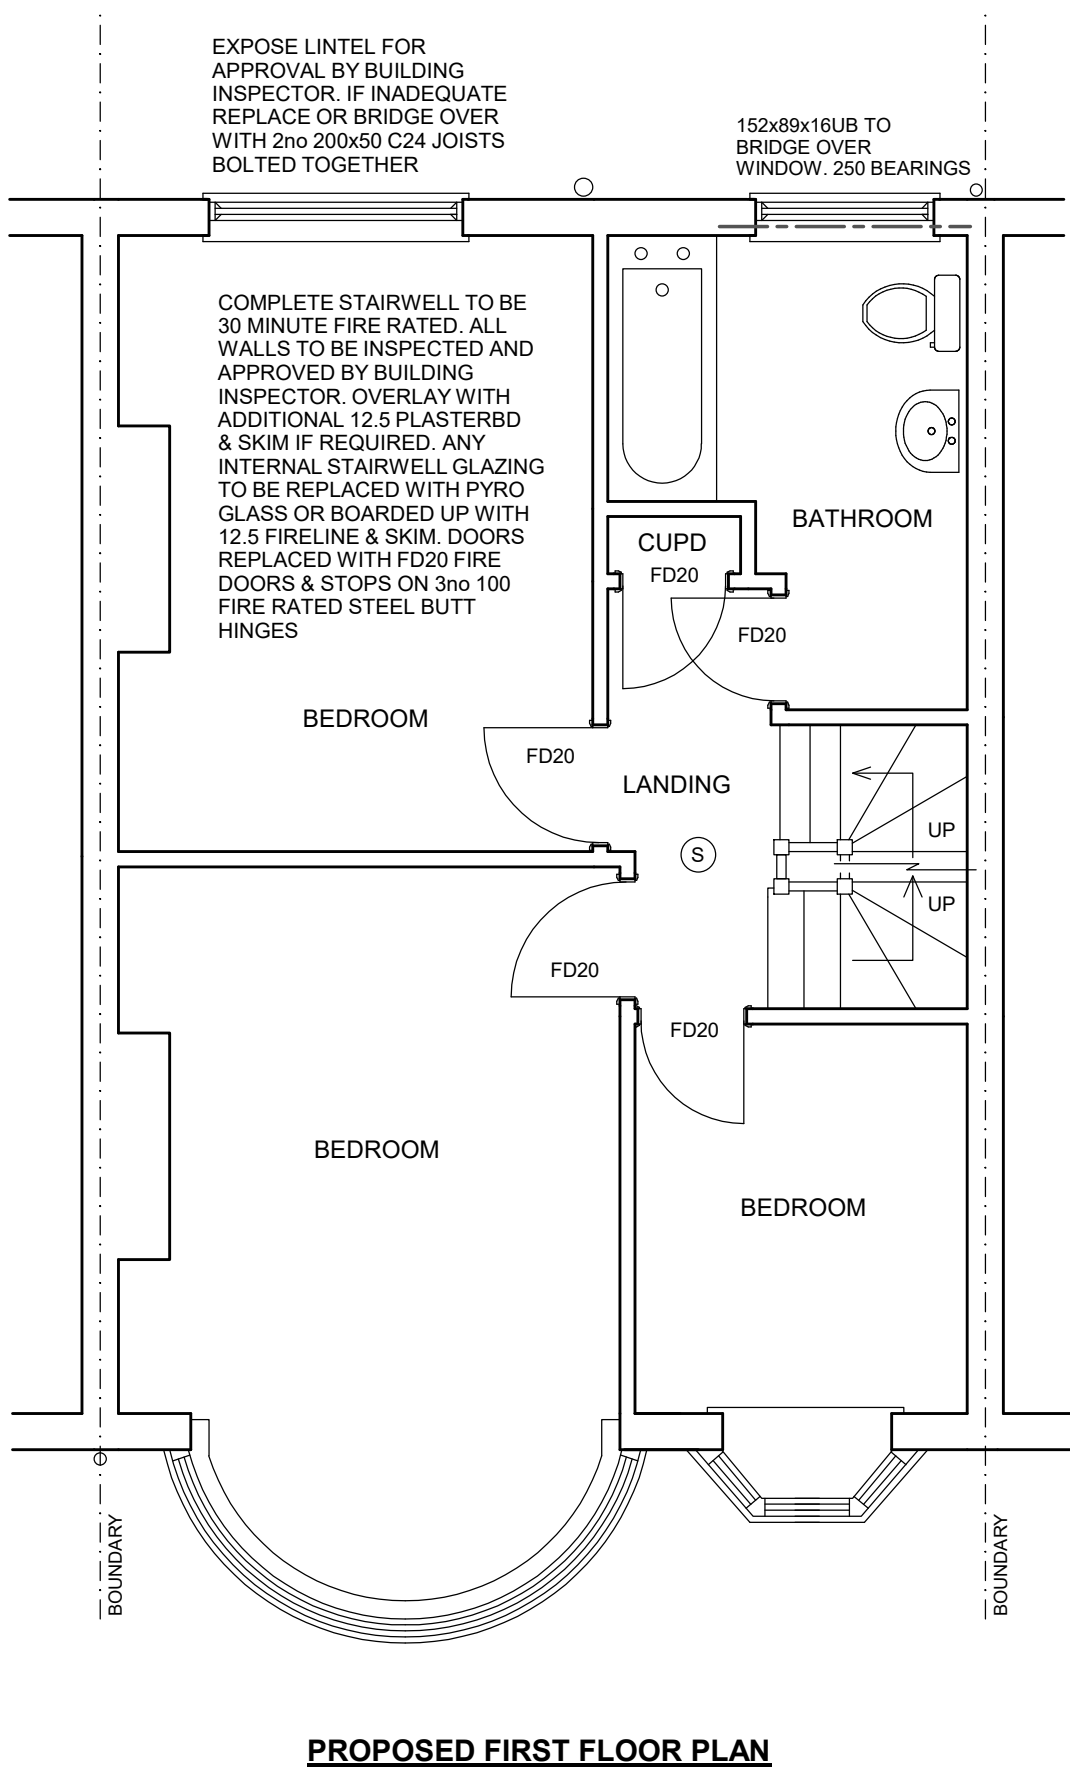 EXPOSE LINTEL FOR
APPROVAL BY BUILDING
INSPECTOR. IF INADEQUATE
REPLACE OR BRIDGE OVER
WITH 2no 200x50 C24 JOISTS
BOLTED TOGETHER
152x89x16UB TO
BRIDGE OVER
WINDOW. 250 BEARINGS
COMPLETE STAIRWELL TO BE
30 MINUTE FIRE RATED. ALL
WALLS TO BE INSPECTED AND
APPROVED BY BUILDING
INSPECTOR. OVERLAY WITH
ADDITIONAL 12.5 PLASTERBD
& SKIM IF REQUIRED. ANY
INTERNAL STAIRWELL GLAZING
TO BE REPLACED WITH PYRO
GLASS OR BOARDED UP WITH
12.5 FIRELINE & SKIM. DOORS
REPLACED WITH FD20 FIRE
DOORS & STOPS ON 3no 100
FIRE RATED STEEL BUTT
HINGES
BATHROOM
CUPD
FD20
FD20
BEDROOM
FD20
LANDING
UP
S
UP
FD20
FD20
BEDROOM
BEDROOM
BOUNDARY
BOUNDARY
PROPOSED FIRST FLOOR PLAN